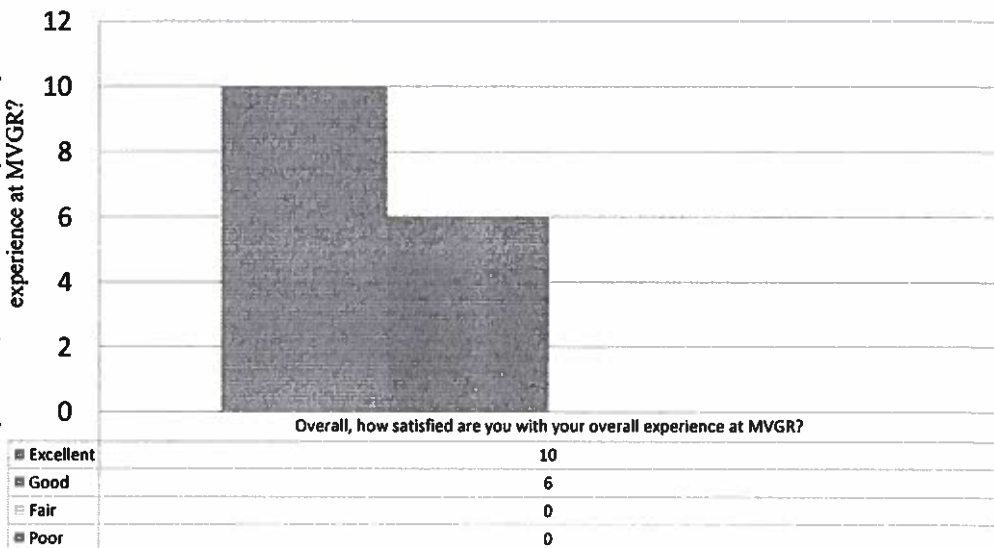 12
10
8
6
4
2
0
experience at MVGR?
Overall, how satisfied are you with your overall experience at MVGR?
Excellent 10
Good 6
Fair 0
Poor 0